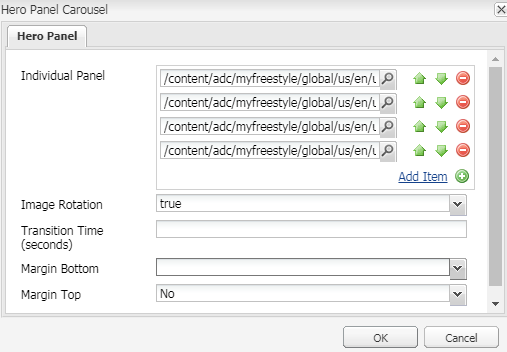 Hero Panel Carousel
Hero Panel
Individual Panel
/content/adc/myfreestyle/global/us/en/u
/content/adc/myfreestyle/global/us/en/u
/content/adc/myfreestyle/global/us/en/u
/content/adc/myfreestyle/global/us/en/u
Add Item
Image Rotation
true
Transition Time
(seconds)
Margin Bottom
Margin Top
No
OK
Cancel